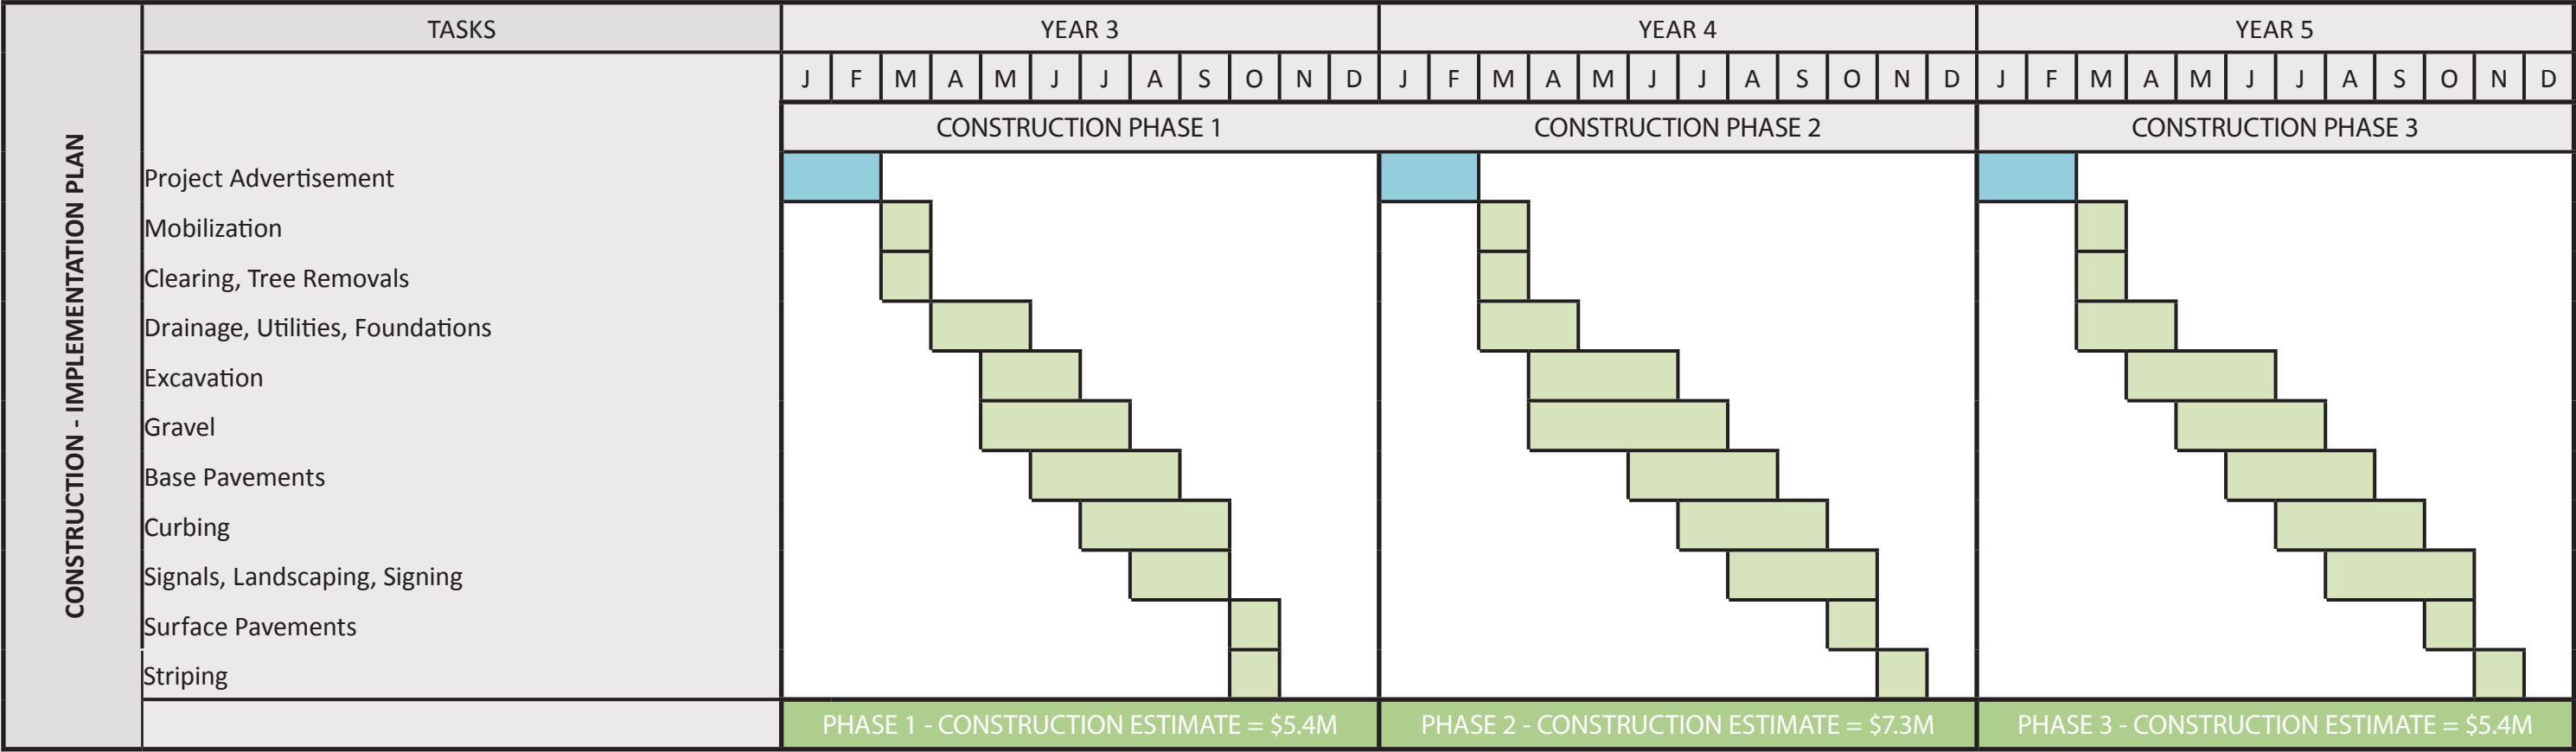 TASKS YEAR 3 YEAR 4 YEAR 5
J F M A M J J A S O N D J F M A M J J A S O N D J F M A M J J A S O N D
CONSTRUCTION PHASE 1 CONSTRUCTION PHASE 2 CONSTRUCTION PHASE 3
CONSTRUCTION - IMPLEMENTATION PLAN
Project Advertisement
Mobilization
Clearing, Tree Removals
Drainage, Utilities, Foundations
Excavation
Gravel
Base Pavements
Curbing
Signals, Landscaping, Signing
Surface Pavements
Striping
PHASE 1 - CONSTRUCTION ESTIMATE = $5.4M PHASE 2 - CONSTRUCTION ESTIMATE = $7.3M PHASE 3 - CONSTRUCTION ESTIMATE = $5.4M